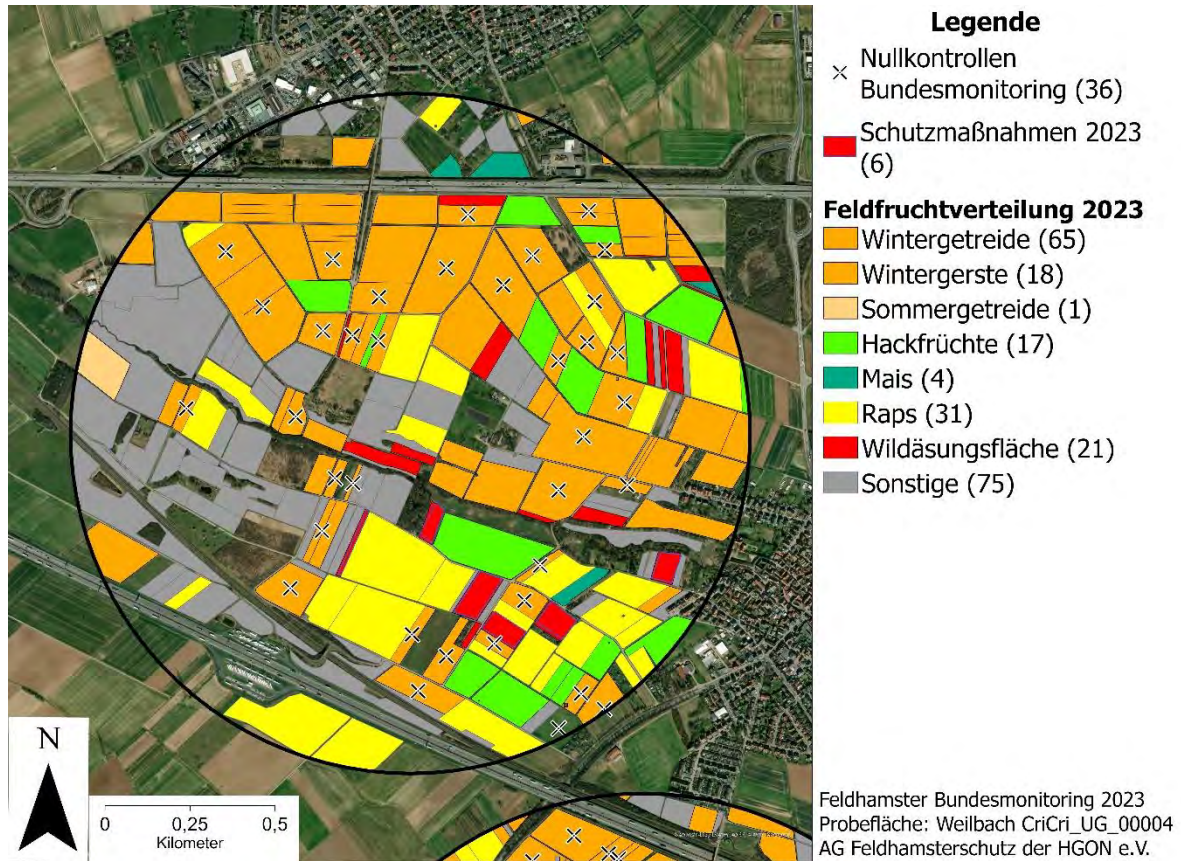 Legende
Nullkontrollen
Bundesmonitoring (36)
Schutzmaßnahmen 2023
(6)
Feldfruchtverteilung 2023
Wintergetreide (65)
Wintergerste (18)
Sommergetreide (1)
Hackfrüchte (17)
Mais (4)
Raps (31)
Wildäsungsfläche (21)
Sonstige (75)
N
0 0,25 0,5
Kilometer
Feldhamster Bundesmonitoring 2023
Probefläche: Weilbach CriCri_UG_00004
AG Feldhamsterschutz der HGON e.V.